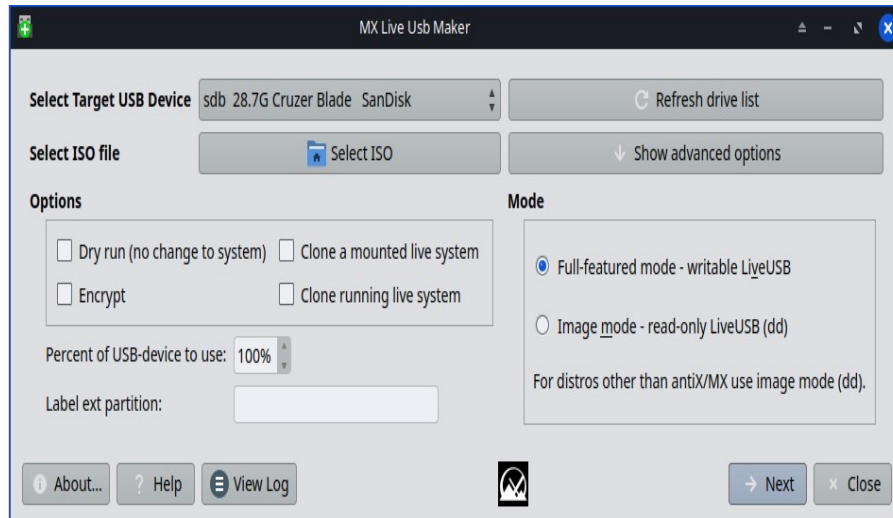 MX Live Usb Maker
Select Target USB Device sdb 28.7G Cruzer Blade SanDisk Refresh drive list
Select ISO file Select ISO Show advanced options
Options Mode
Dry run (no change to system) Clone a mounted live system
Full-featured mode - writable LiveUSB
Encrypt Clone running live system
Image mode - read-only LiveUSB (dd)
Percent of USB-device to use: 100%
For distros other than antiX/MX use image mode (dd).
Label ext partition:
About... ? Help View Log Next Close